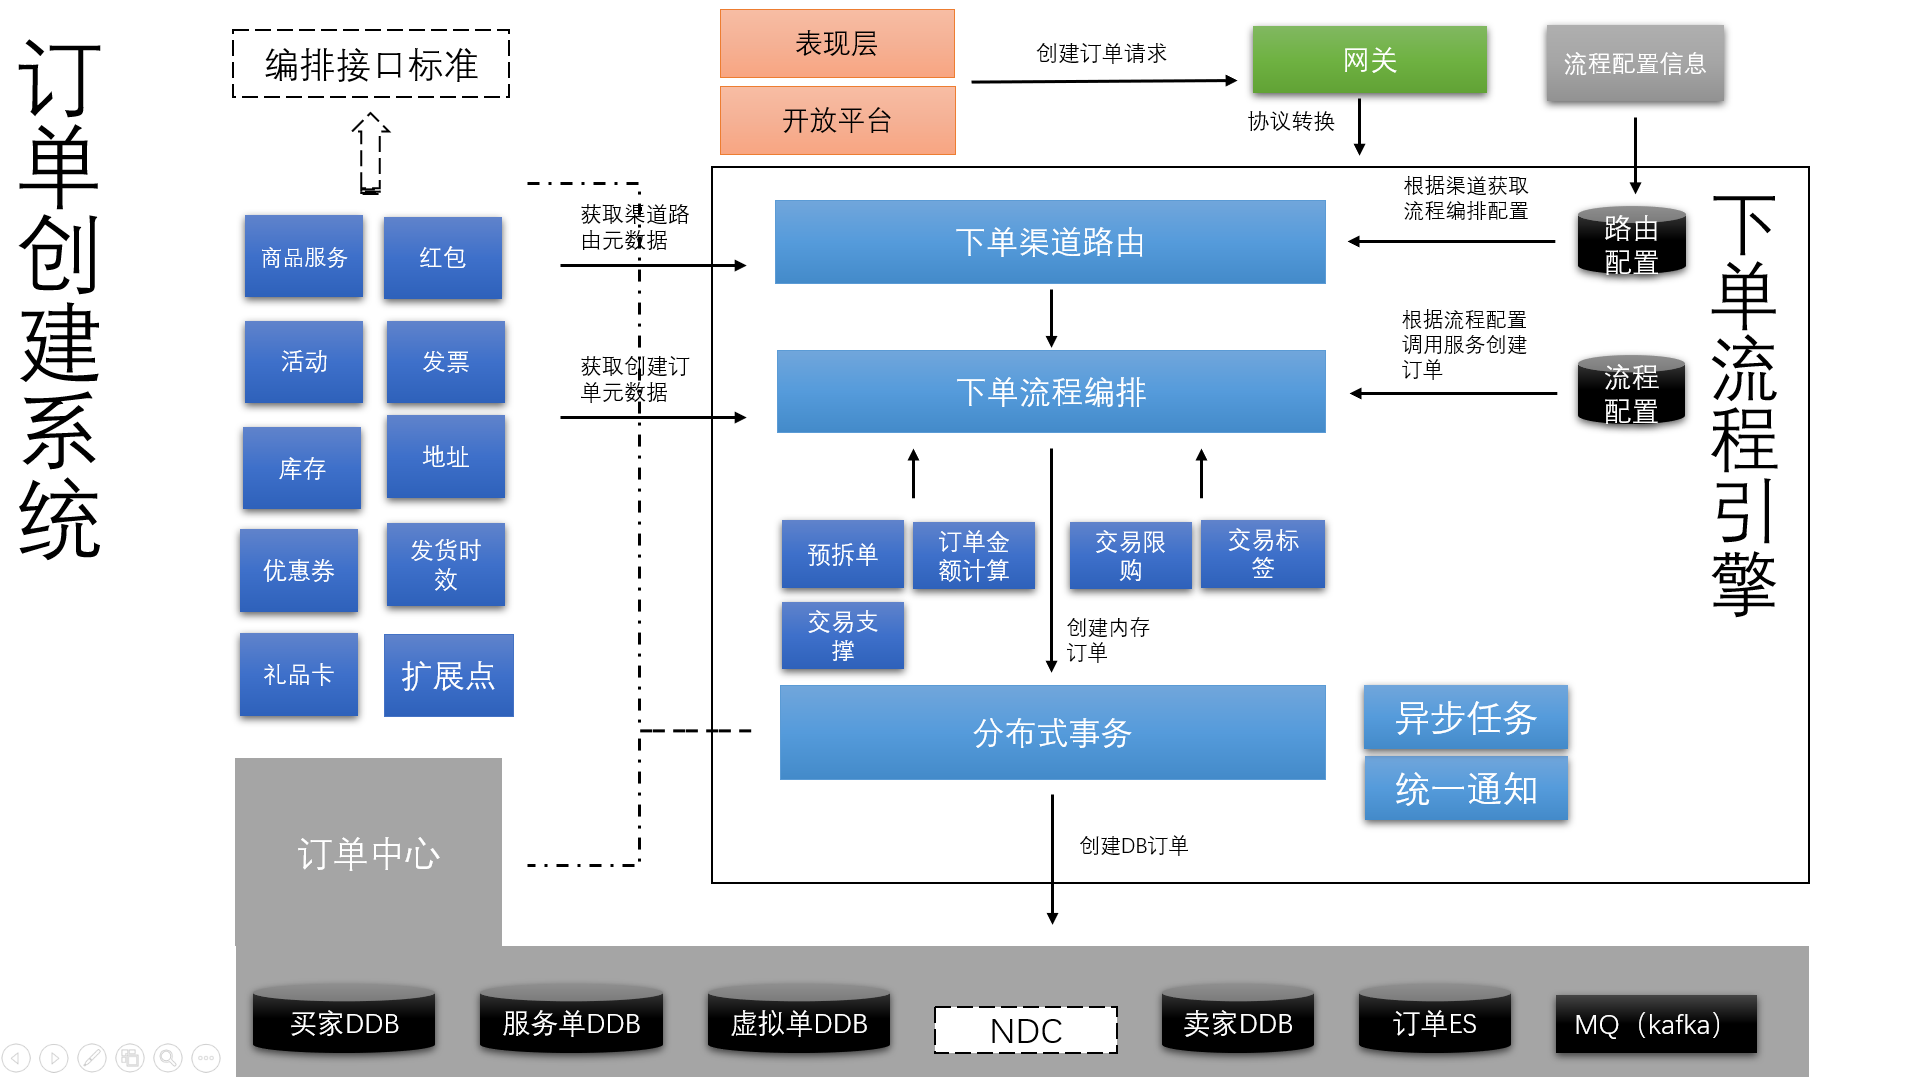 订单创建系统
编排接口标准
商品服务
红包
活动
发票
库存
地址
优惠券
发货时
效
礼品卡
扩展点
订单中心
表现层
开放平台
创建订单请求
网关
协议转换
流程配置信息
获取渠道路
由元数据
获取创建订
单元数据
下单渠道路由
根据渠道获取
流程编排配置
路由
配置
下单流程编排
根据流程配置
调用服务创建
订单
流程
配置
下单流程引擎
预拆单
订单金
额计算
交易限
购
交易标
签
交易支
撑
创建内存
订单
分布式事务
异步任务
统一通知
创建DB订单
买家DDB
服务单DDB
虚拟单DDB
NDC
卖家DDB
订单ES
MQ（kafka）